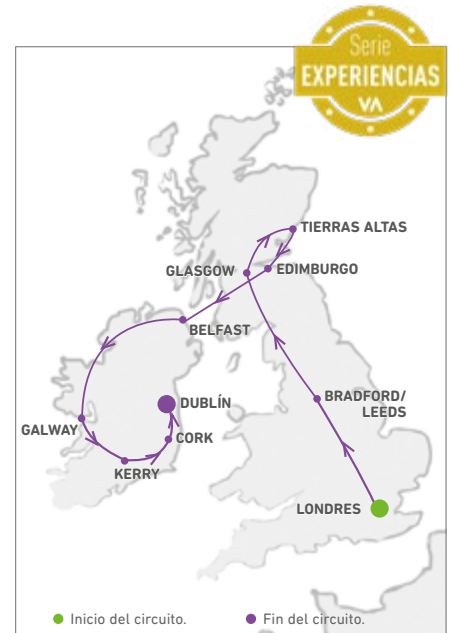 Serie
EXPERIENCIAS
VA
TIERRAS ALTAS
GLASGOW
EDIMBURGO
BELFAST
DUBLÍN
BRADFORD/
LEEDS
GALWAY
CORK
KERRY
LONDRES
Inicio del circuito.
Fin del circuito.